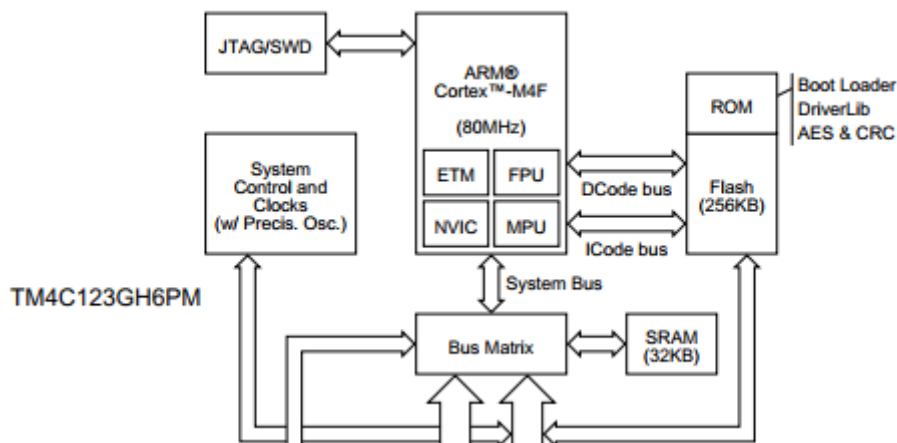 JTAG/SWD
ARM®
Cortex™-M4F
(80MHz)
ETM
FPU
NVIC
MPU
ROM
Boot Loader
DriverLib
AES & CRC
System
Control and
Clocks
(w/ Precis. Osc.)
DCode bus
Flash
(256KB)
ICode bus
TM4C123GH6PM
System Bus
Bus Matrix
SRAM
(32KB)